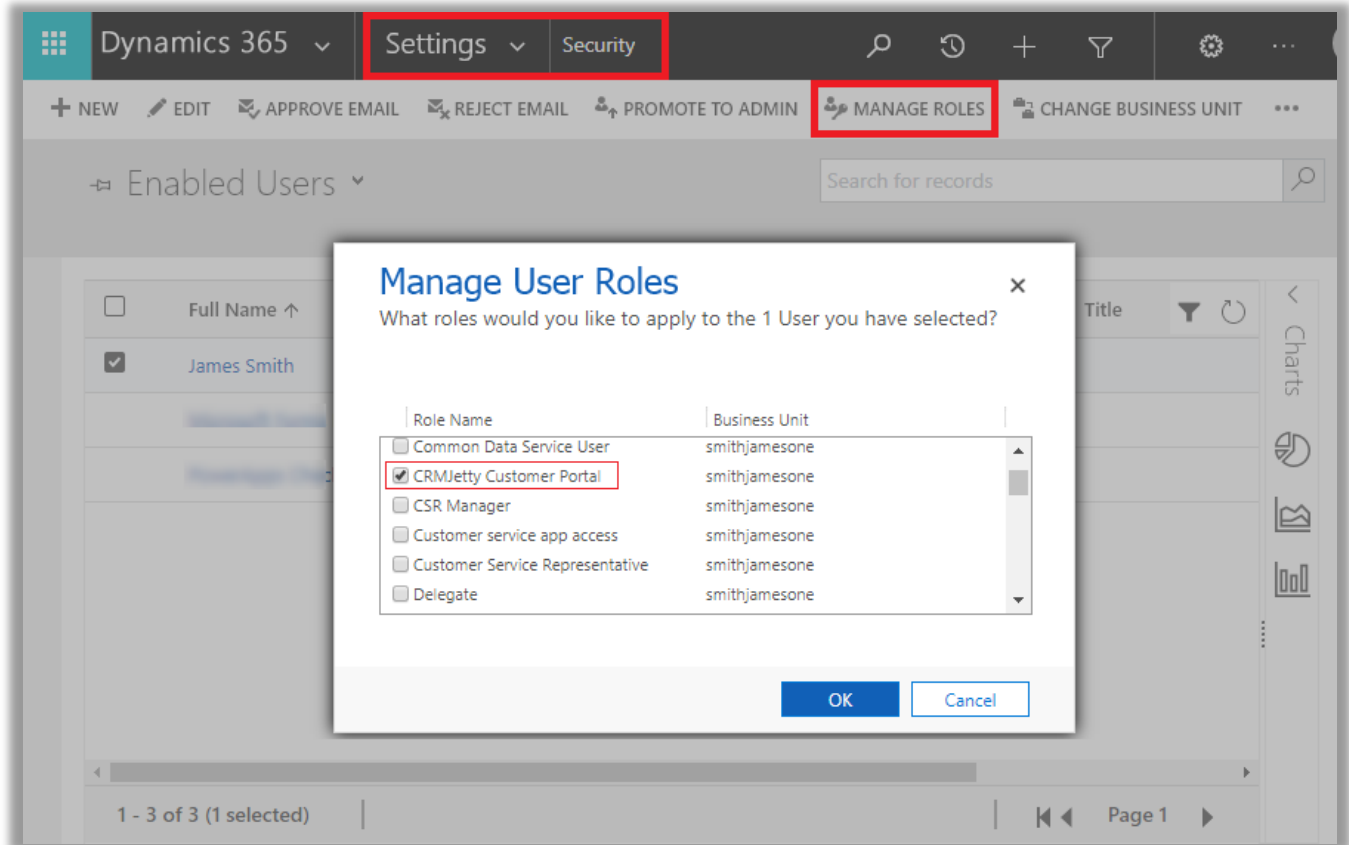 Dynamics 365 Settings Security
NEW EDIT APPROVE EMAIL REJECT EMAIL PROMOTE TO ADMIN MANAGE ROLES CHANGE BUSINESS UNIT
Enabled Users Search for records
Manage User Roles
What roles would you like to apply to the 1 User you have selected?
Full Name Title
James Smith
Charts
Role Name Business Unit
Common Data Service User smithjamesone
CRMJetty Customer Portal smithjamesone
CSR Manager smithjamesone
Customer service app access smithjamesone
Customer Service Representative smithjamesone
Delegate smithjamesone
OK Cancel
1 - 3 of 3 (1 selected) Page 1